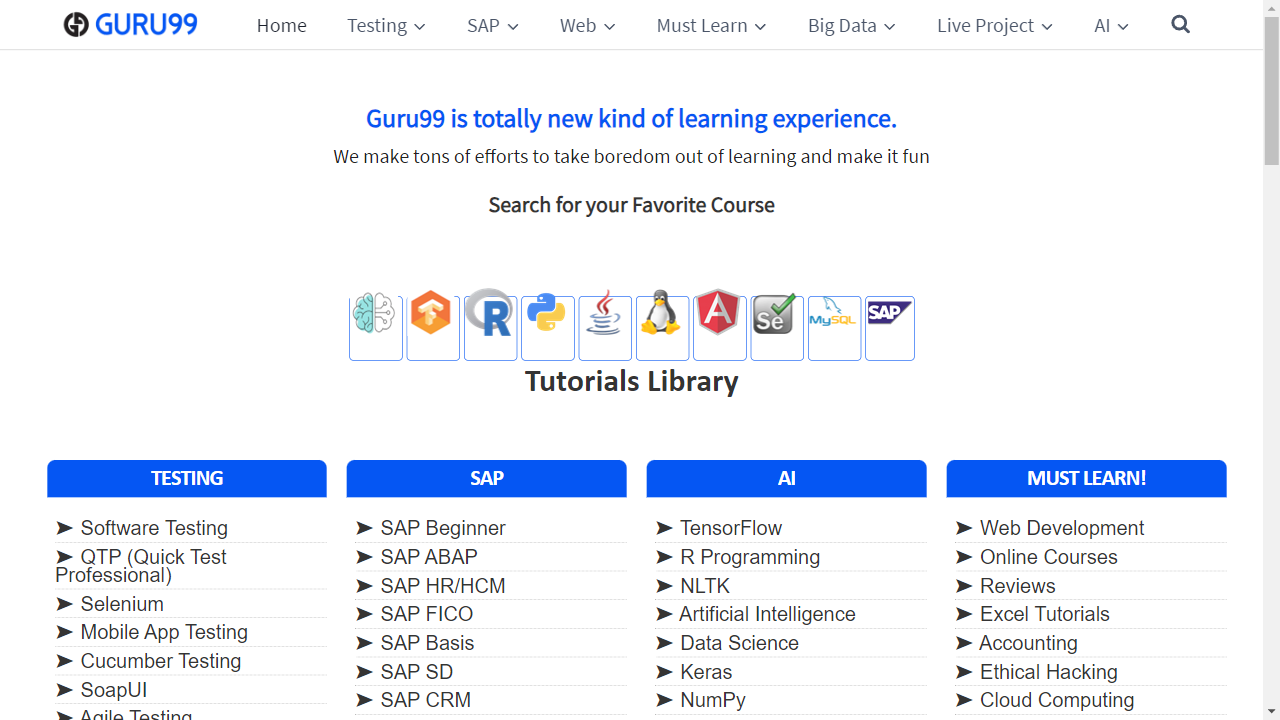 GURU99 Home Testing SAP Web Must Learn Big Data Live Project AI
Guru99 is totally new kind of learning experience.
We make tons of efforts to take boredom out of learning and make it fun
Search for your Favorite Course
R Se MySQL SAP
Tutorials Library
TESTING
➤ Software Testing
➤ QTP (Quick Test
Professional)
➤ Selenium
➤ Mobile App Testing
➤ Cucumber Testing
➤ SoapUI
➤ Agile Testing
SAP
➤ SAP Beginner
➤ SAP ABAP
➤ SAP HR/HCM
➤ SAP FICO
➤ SAP Basis
➤ SAP SD
➤ SAP CRM
AI
➤ TensorFlow
➤ R Programming
➤ NLTK
➤ Artificial Intelligence
➤ Data Science
➤ Keras
➤ NumPy
MUST LEARN!
➤ Web Development
➤ Online Courses
➤ Reviews
➤ Excel Tutorials
➤ Accounting
➤ Ethical Hacking
➤ Cloud Computing